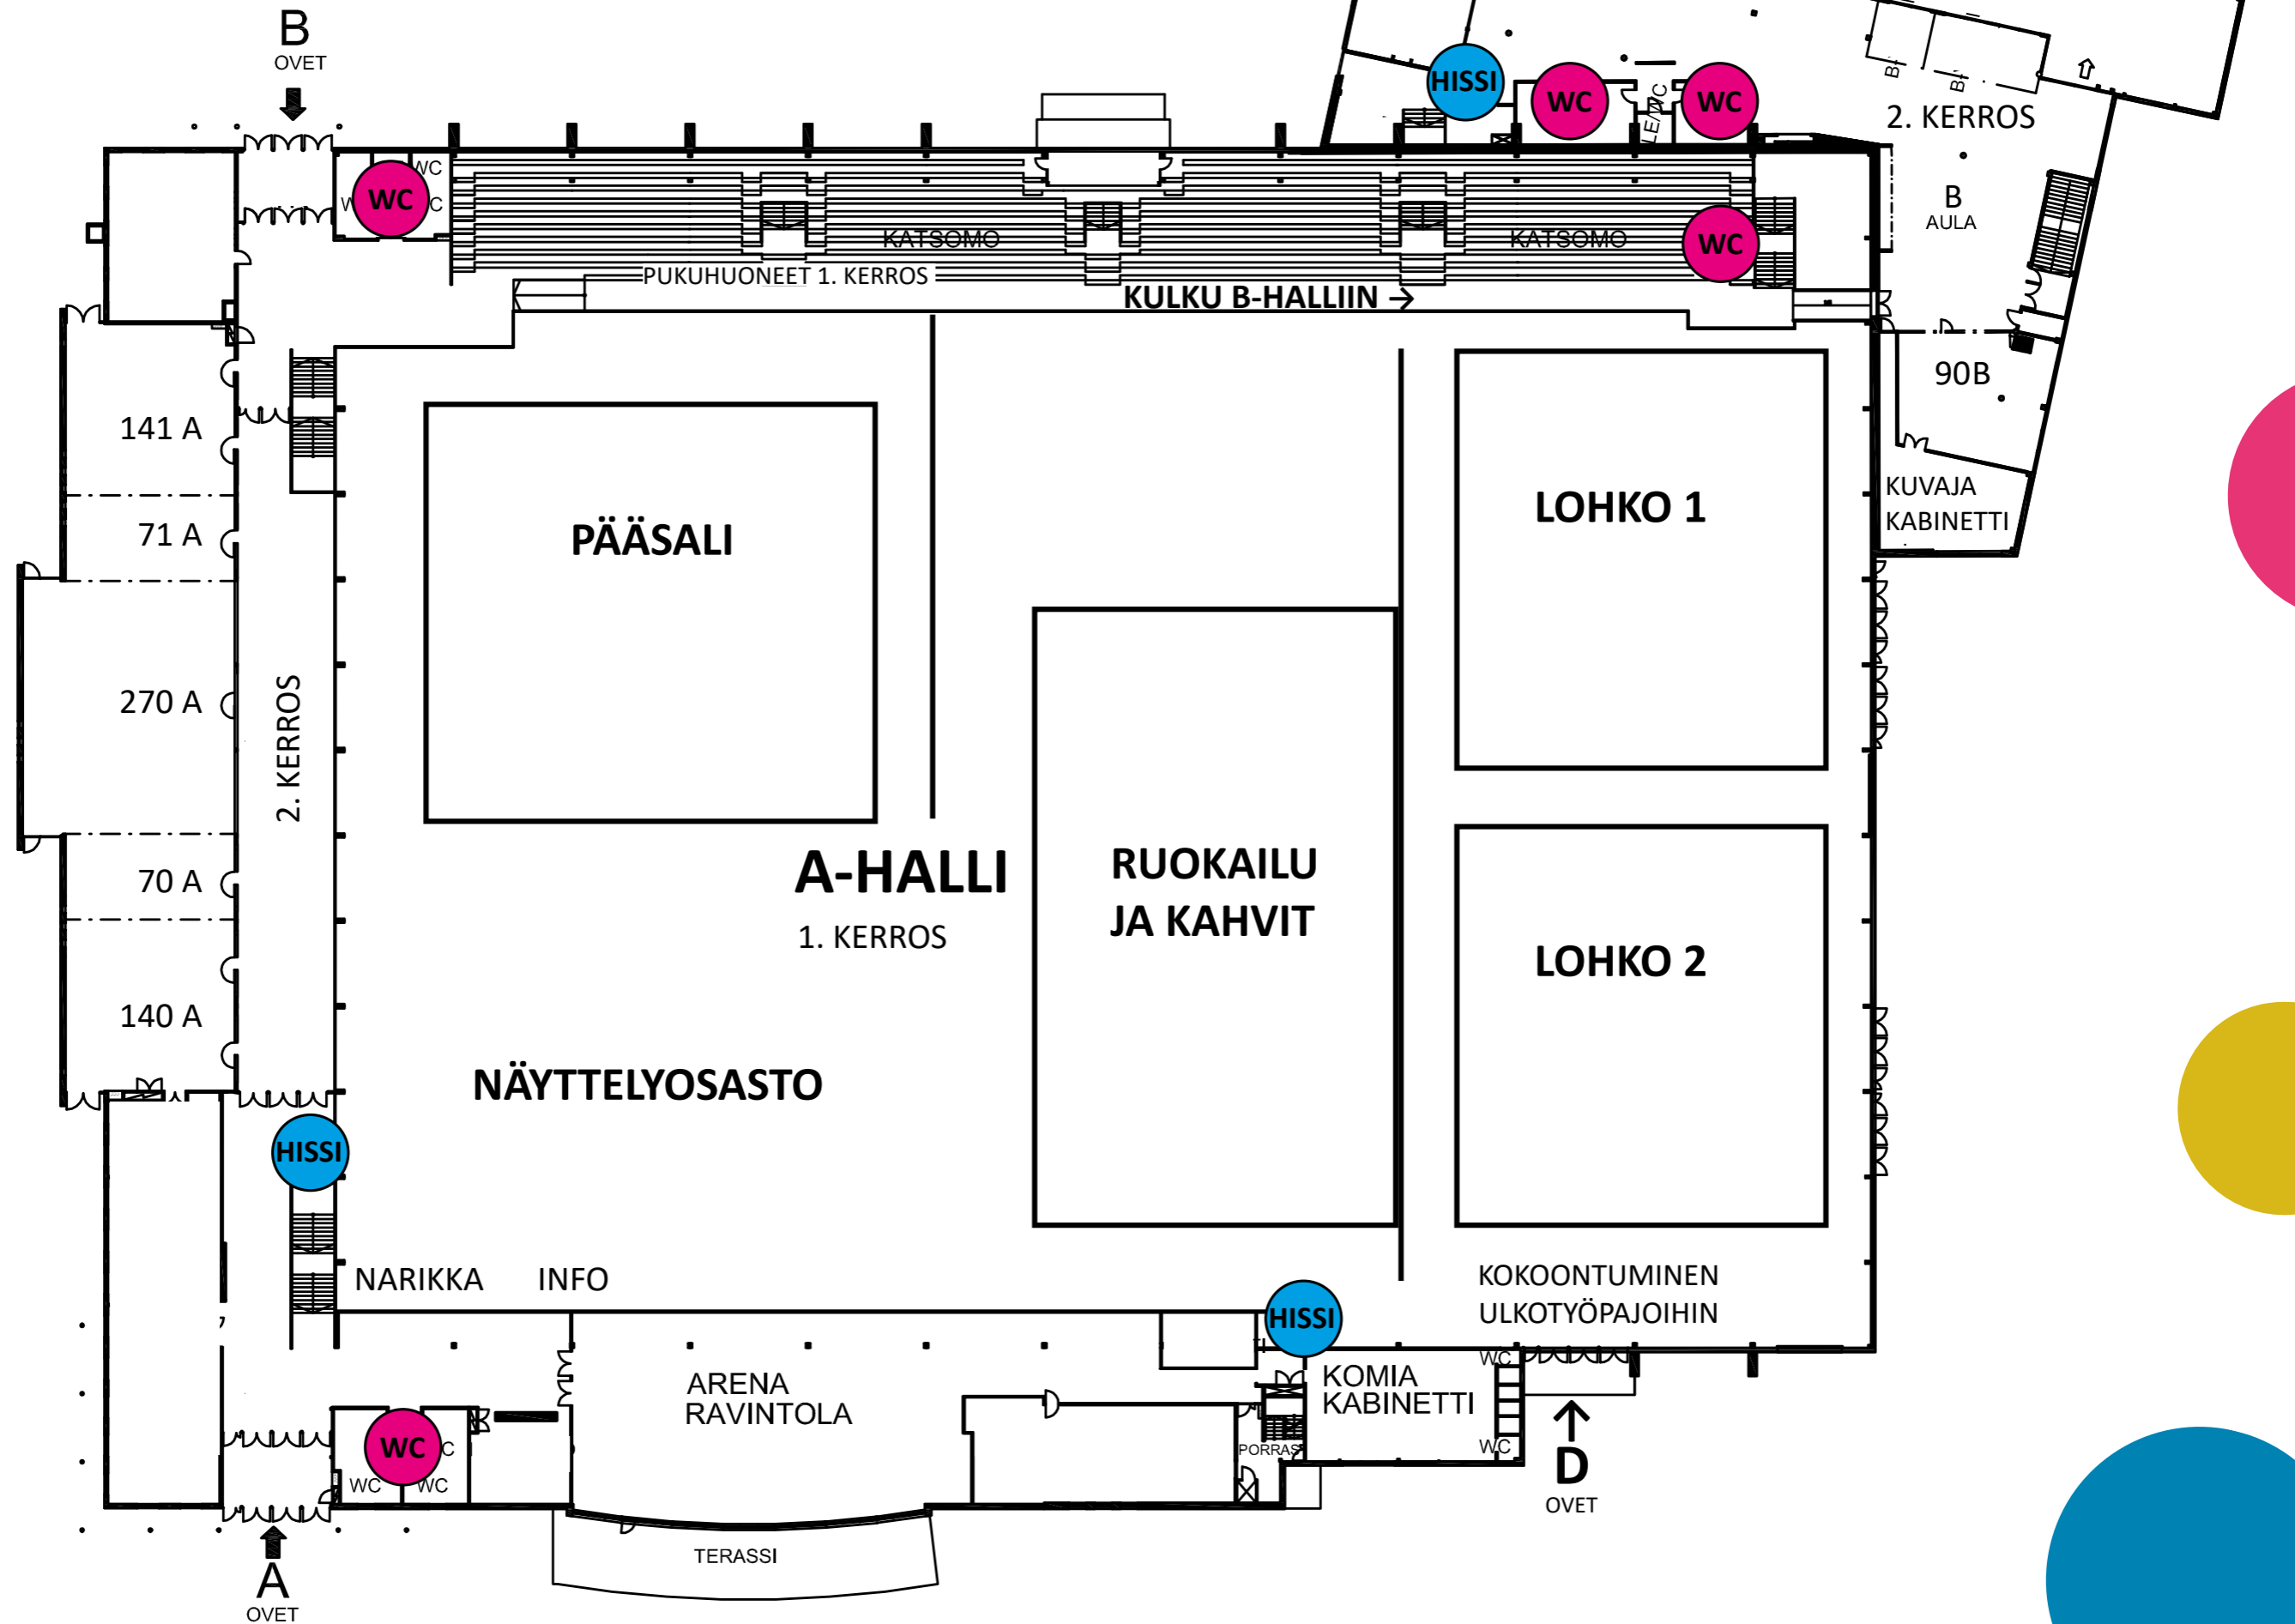 B
OVET
HISSI
WC
WC
LE/WC
2. KERROS
WC
WC
B
AULA
WC
KATSOMO
KATSOMO
PUKUHUONEET 1. KERROS
KULKU B-HALLIIN →
90B
141 A
KUVAJA
KABINETTI
71 A
PÄÄSALI
LOHKO 1
270 A
2. KERROS
A-HALLI
1. KERROS
RUOKAILU
JA KAHVIT
70 A
LOHKO 2
140 A
NÄYTTELYOSASTO
HISSI
NARIKKA
INFO
HISSI
KOKOONTUMINEN
ULKOTYÖPAJOIHIN
ARENA
RAVINTOLA
KOMIA
KABINETTI
WC
WC
PORRAS
WC
WC
WC
D
OVET
TERASSI
A
OVET